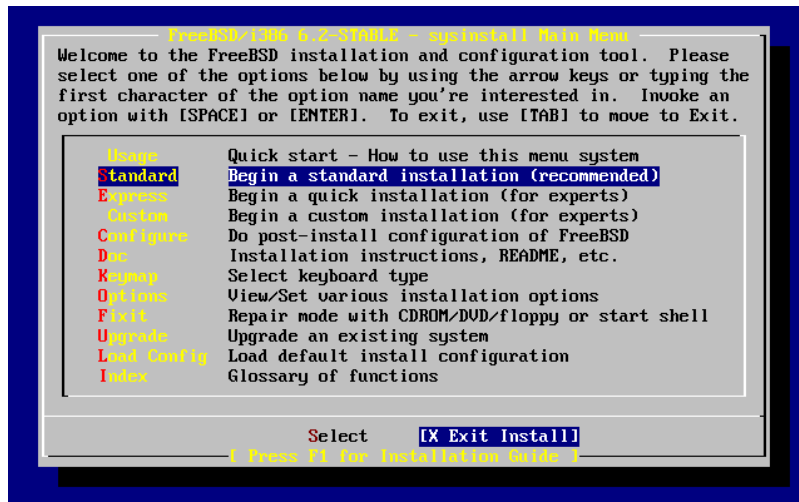 FreeBSD/i386 6.2-STABLE - sysinstall Main Menu
Welcome to the FreeBSD installation and configuration tool.  Please
select one of the options below by using the arrow keys or typing the
first character of the option name you're interested in.  Invoke an
option with [SPACE] or [ENTER].  To exit, use [TAB] to move to Exit.
Usage Quick start - How to use this menu system
Standard Begin a standard installation (recommended)
Express Begin a quick installation (for experts)
Custom Begin a custom installation (for experts)
Configure Do post-install configuration of FreeBSD
Doc Installation instructions, README, etc.
Keymap Select keyboard type
Options View/Set various installation options
Fixit Repair mode with CDROM/DVD/floppy or start shell
Upgrade Upgrade an existing system
Load Config Load default install configuration
Index Glossary of functions
Select [X Exit Install]
[ Press F1 for Installation Guide ]